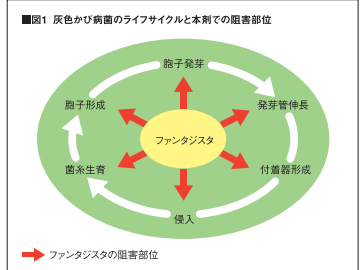 ■図1 灰色かび病菌のライフサイクルと本剤での阻害部位
胞子発芽
胞子形成
発芽管伸長
ファンタジスタ
菌糸生育
付着器形成
侵入
ファンタジスタの阻害部位